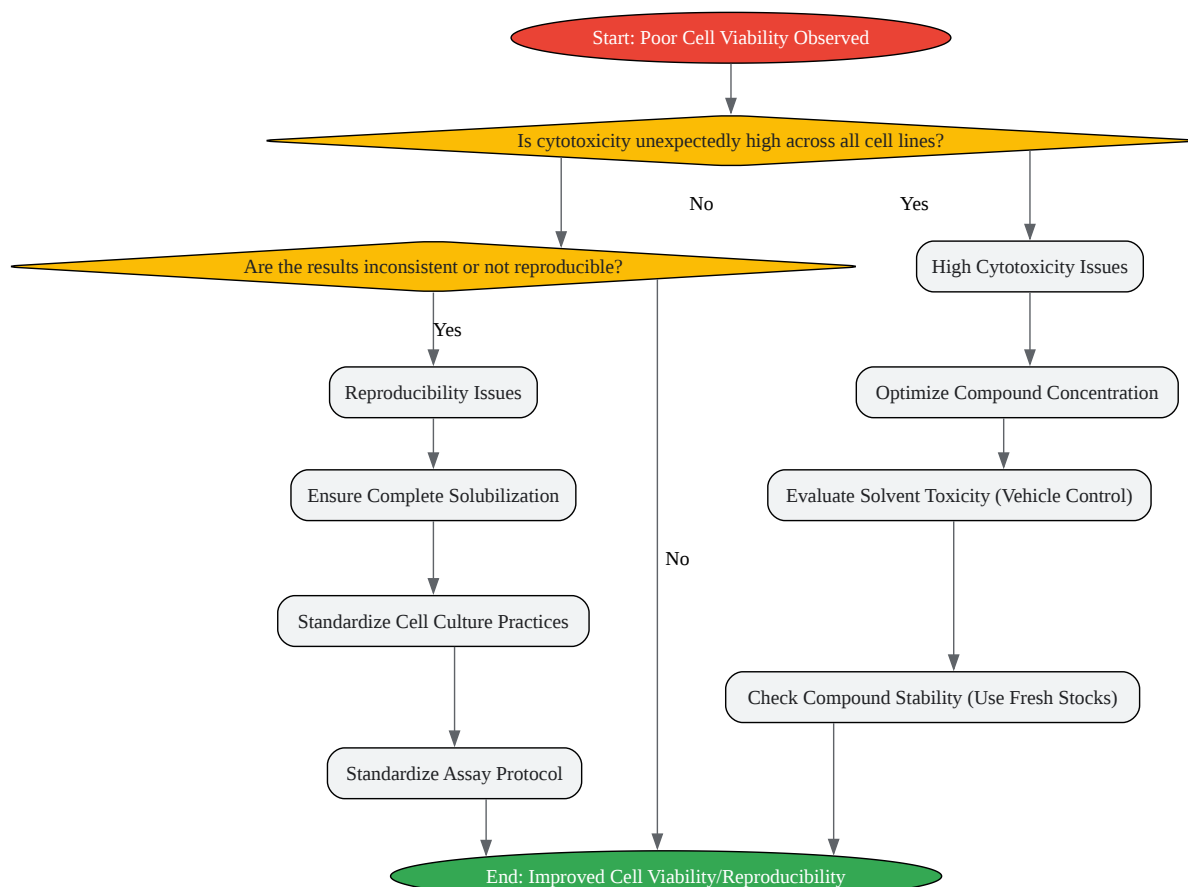 Start: Poor Cell Viability Observed
Is cytotoxicity unexpectedly high across all cell lines?
No
Yes
Are the results inconsistent or not reproducible?
High Cytotoxicity Issues
Yes
Reproducibility Issues
Optimize Compound Concentration
Ensure Complete Solubilization
Evaluate Solvent Toxicity (Vehicle Control)
No
Standardize Cell Culture Practices
Check Compound Stability (Use Fresh Stocks)
Standardize Assay Protocol
End: Improved Cell Viability/Reproducibility